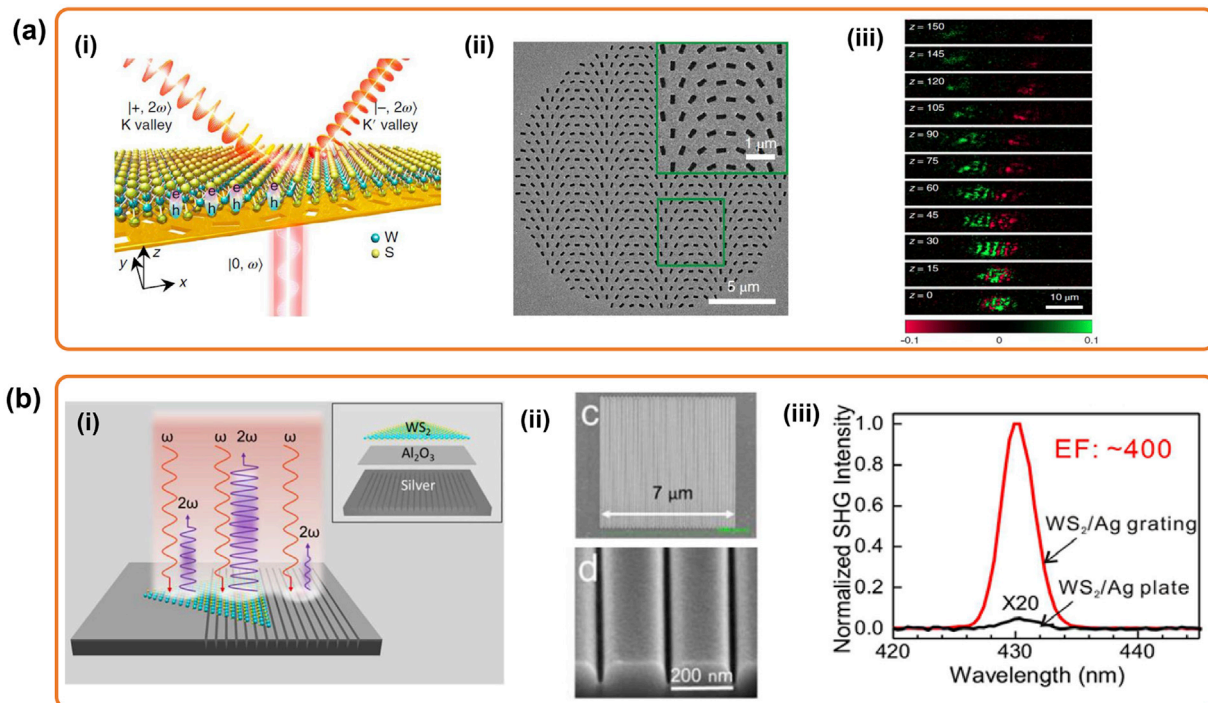 (a)
(i)
|+, 2ω⟩
K valley
|−, 2ω⟩
K′ valley
e e e e
h h h h
W
S
z
y
x
|0, ω⟩
(ii)
1 μm
5 μm
(iii)
z = 150
z = 145
z = 120
z = 105
z = 90
z = 75
z = 60
z = 45
z = 30
z = 15
z = 0
10 μm
-0.1 0 0.1
(b)
(i)
ω ω 2ω ω
2ω
2ω
WS₂
Al₂O₃
Silver
(ii)
c
7 μm
d
200 nm
(iii)
Normalized SHG Intensity
1.0
0.8
0.6
0.4
0.2
0.0
EF: ~400
WS₂/Ag grating
WS₂/Ag plate
X20
420 430 440
Wavelength (nm)